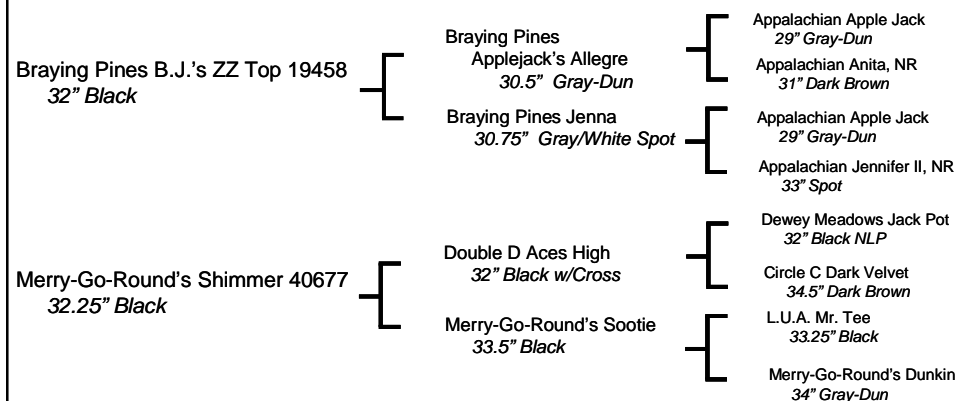 Braying Pines B.J.'s ZZ Top 19458
32" Black
Braying Pines
Applejack's Allegre
30.5" Gray-Dun
Appalachian Apple Jack
29" Gray-Dun
Appalachian Anita, NR
31" Dark Brown
Braying Pines Jenna
30.75" Gray/White Spot
Appalachian Apple Jack
29" Gray-Dun
Appalachian Jennifer II, NR
33" Spot
Merry-Go-Round's Shimmer 40677
32.25" Black
Double D Aces High
32" Black w/Cross
Dewey Meadows Jack Pot
32" Black NLP
Circle C Dark Velvet
34.5" Dark Brown
Merry-Go-Round's Sootie
33.5" Black
L.U.A. Mr. Tee
33.25" Black
Merry-Go-Round's Dunkin
34" Gray-Dun